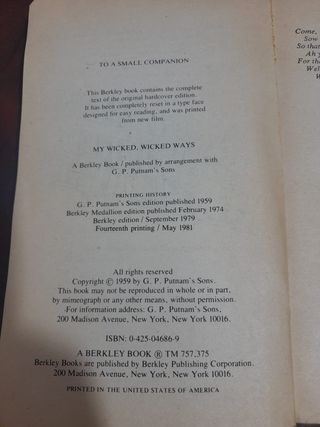 TO A SMALL COMPANION
This Berkley book contains the complete
text of the original hardcover edition.
It has been completely reset in a type face
designed for easy reading, and was printed
from new film.
MY WICKED, WICKED WAYS
A Berkley Book / published by arrangement with
G. P. Putnam's Sons
PRINTING HISTORY
G. P. Putnam's Sons edition published 1959
Berkley Medallion edition published February 1974
Berkley edition / September 1979
Fourteenth printing / May 1981
All rights reserved
Copyright © 1959 by G. P. Putnam's Sons.
This book may not be reproduced in whole or in part,
by mimeograph or any other means, without permission.
For information address: G. P. Putnam's Sons,
200 Madison Avenue, New York, New York 10016.
ISBN: 0-425-04686-9
A BERKLEY BOOK ® TM 757,375
Berkley Books are published by Berkley Publishing Corporation.
200 Madison Avenue, New York, New York 10016.
PRINTED IN THE UNITED STATES OF AMERICA
Come,
Sow
So that
Ah y
For th
Wel
W